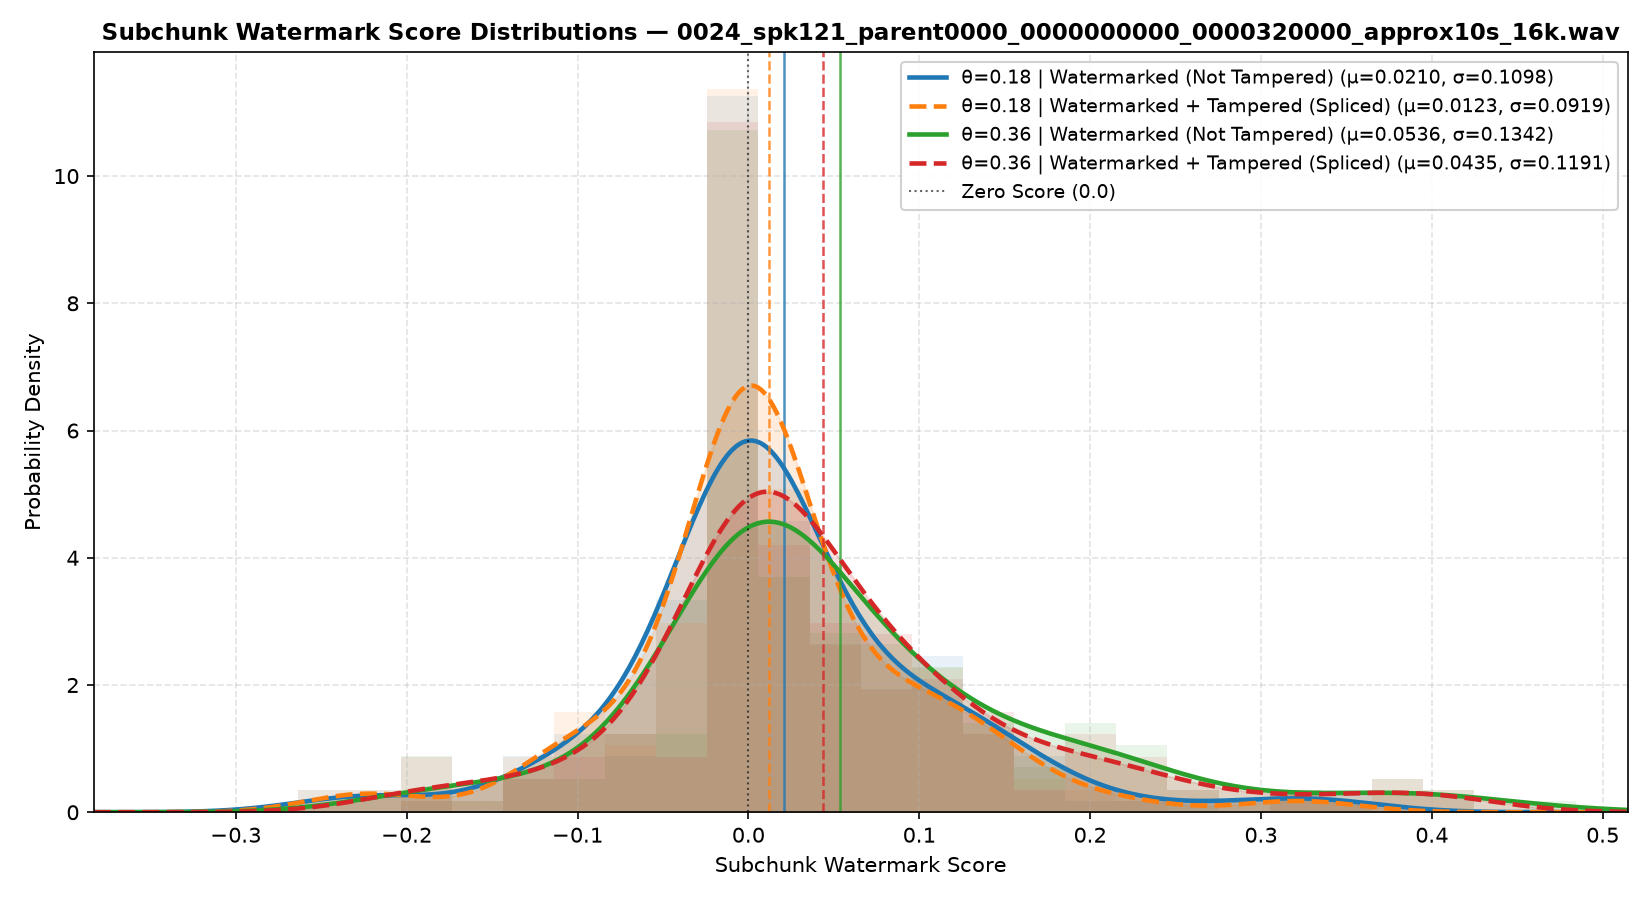 Subchunk Watermark Score Distributions — 0024_spk121_parent0000_0000000000_0000320000_approx10s_16k.wav
θ=0.18 | Watermarked (Not Tampered) (μ=0.0210, σ=0.1098)
θ=0.18 | Watermarked + Tampered (Spliced) (μ=0.0123, σ=0.0919)
θ=0.36 | Watermarked (Not Tampered) (μ=0.0536, σ=0.1342)
θ=0.36 | Watermarked + Tampered (Spliced) (μ=0.0435, σ=0.1191)
Zero Score (0.0)
Probability Density
10
8
6
4
2
0
−0.3 −0.2 −0.1 0.0 0.1 0.2 0.3 0.4 0.5
Subchunk Watermark Score